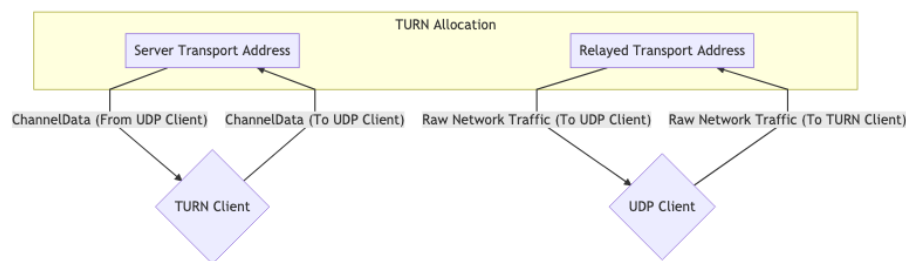 TURN Allocation
Server Transport Address
Relayed Transport Address
ChannelData (From UDP Client)
ChannelData (To UDP Client)
Raw Network Traffic (To UDP Client)
Raw Network Traffic (To TURN Client)
TURN Client
UDP Client